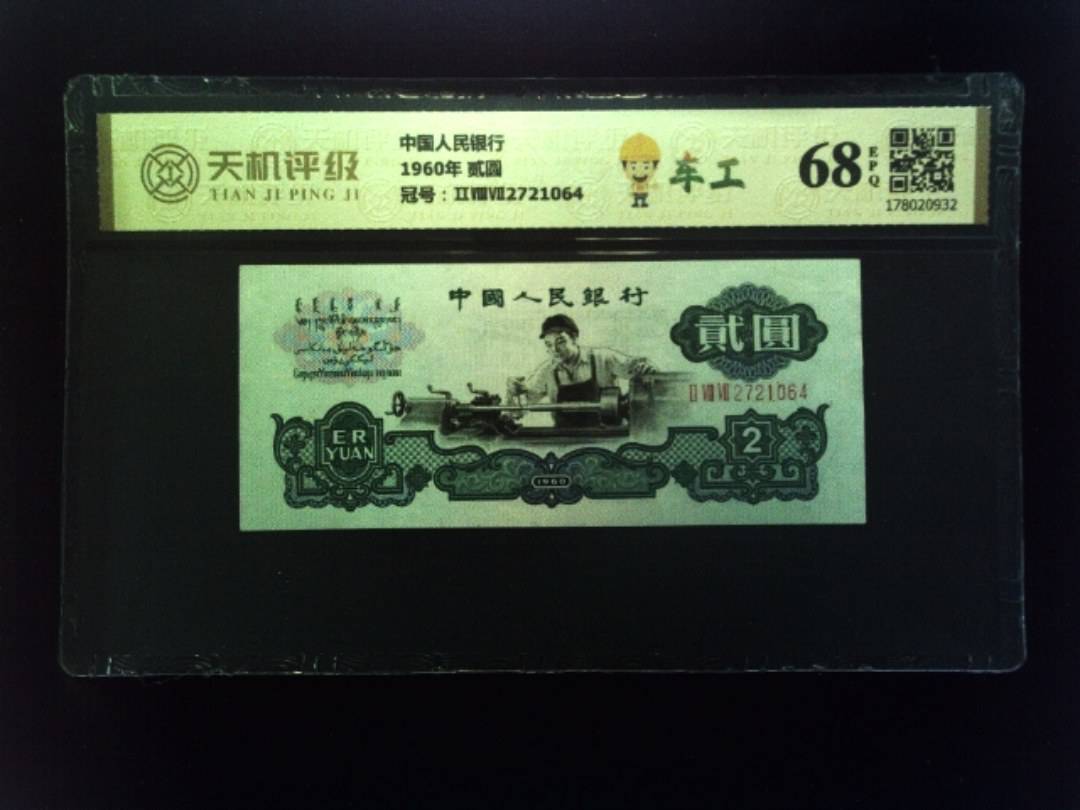 天机评级
TIAN JI PING JI
中国人民银行
1960年 贰圆
冠号：ⅡⅧⅦ2721064
车工
68
EPQ
178020932
中國人民銀行
貳圓
ⅡⅧⅦ2721064
ER
YUAN
2
1960